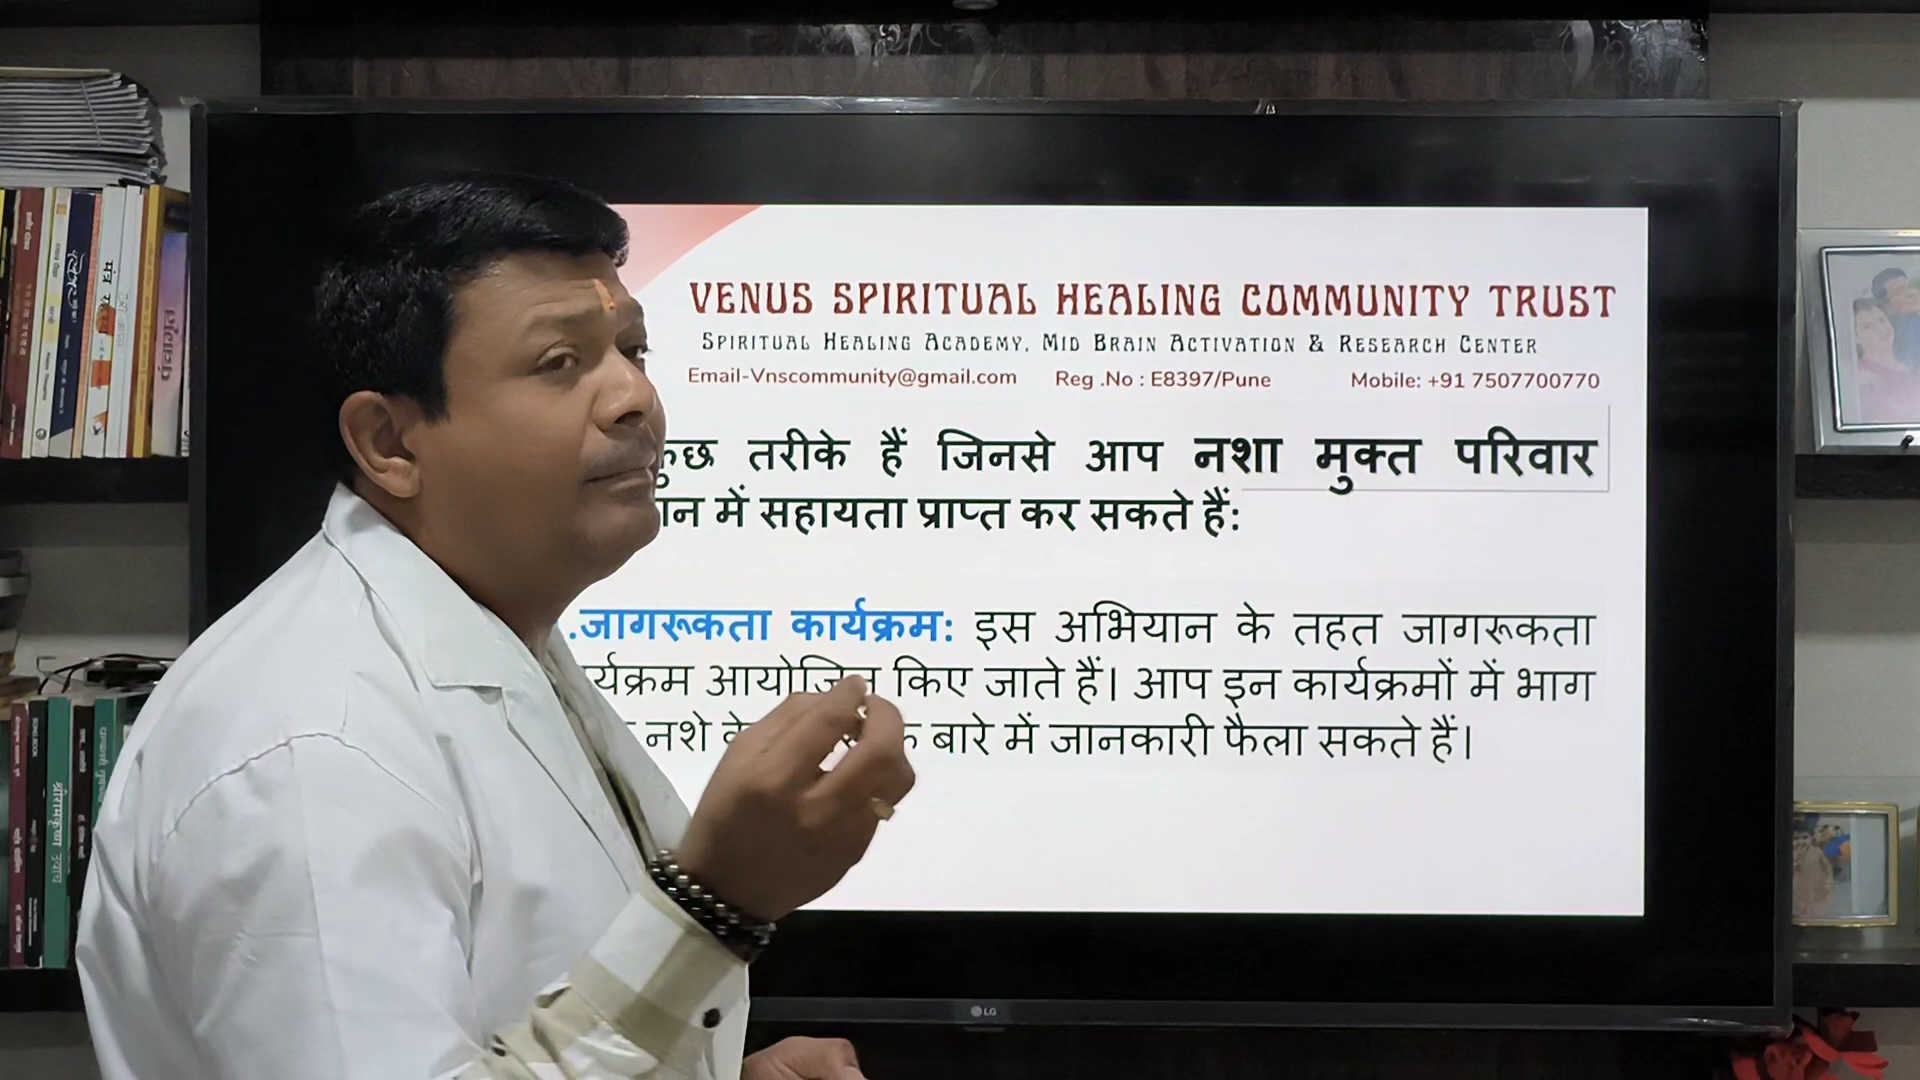 VENUS SPIRITUAL HEALING COMMUNITY TRUST
SPIRITUAL HEALING ACADEMY, MID BRAIN ACTIVATION & RESEARCH CENTER
Email-Vnscommunity@gmail.com Reg .No : E8397/Pune Mobile: +91 7507700770
कुछ तरीके हैं जिनसे आप नशा मुक्त परिवार
में सहायता प्राप्त कर सकते हैं:
.जागरूकता कार्यक्रम: इस अभियान के तहत जागरूकता
आयोजित किए जाते हैं। आप इन कार्यक्रमों में भाग
नशे बारे में जानकारी फैला सकते हैं।
LG